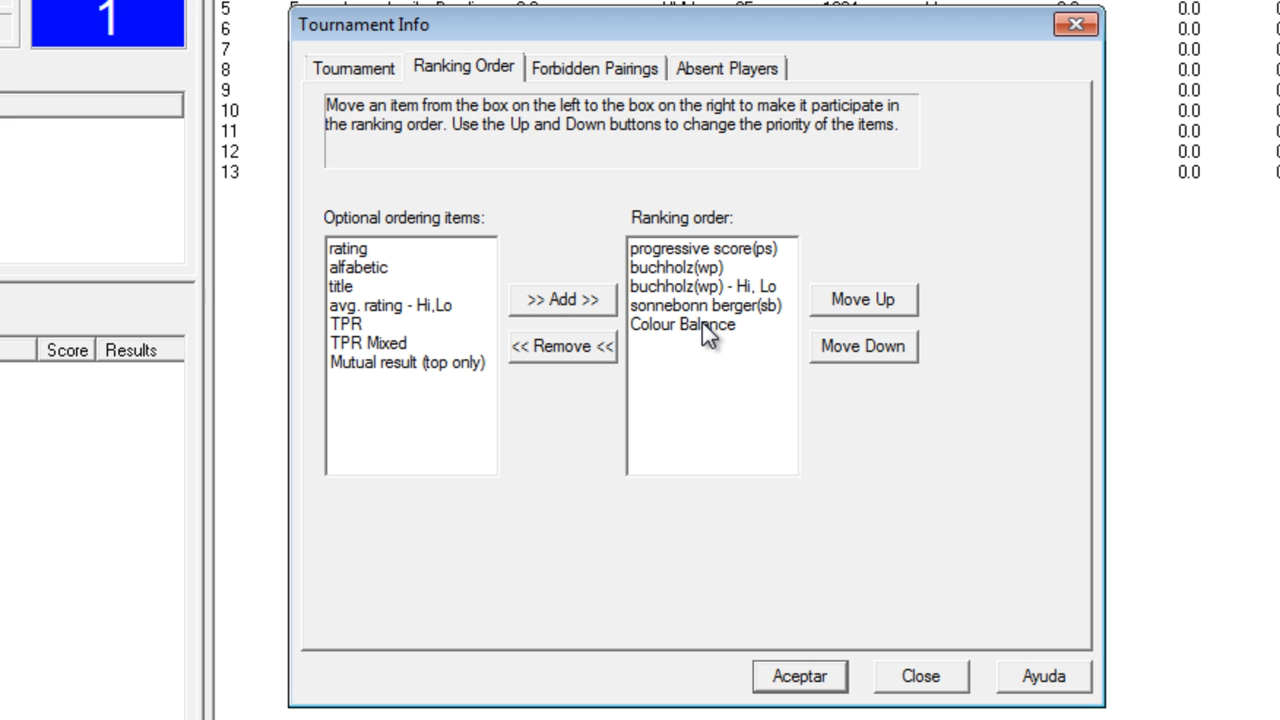 1
5
6
7
8
9
10
11
12
13
0.0
0.0
0.0
0.0
0.0
0.0
0.0
0.0
0.0
Score Results
Tournament Info
Tournament Ranking Order Forbidden Pairings Absent Players
Move an item from the box on the left to the box on the right to make it participate in
the ranking order. Use the Up and Down buttons to change the priority of the items.
Optional ordering items:
rating
alfabetic
title
avg. rating - Hi,Lo
TPR
TPR Mixed
Mutual result (top only)
>> Add >>
<< Remove <<
Ranking order:
progressive score(ps)
buchholz(wp)
buchholz(wp) - Hi, Lo
sonnebonn berger(sb)
Colour Balance
Move Up
Move Down
Aceptar Close Ayuda